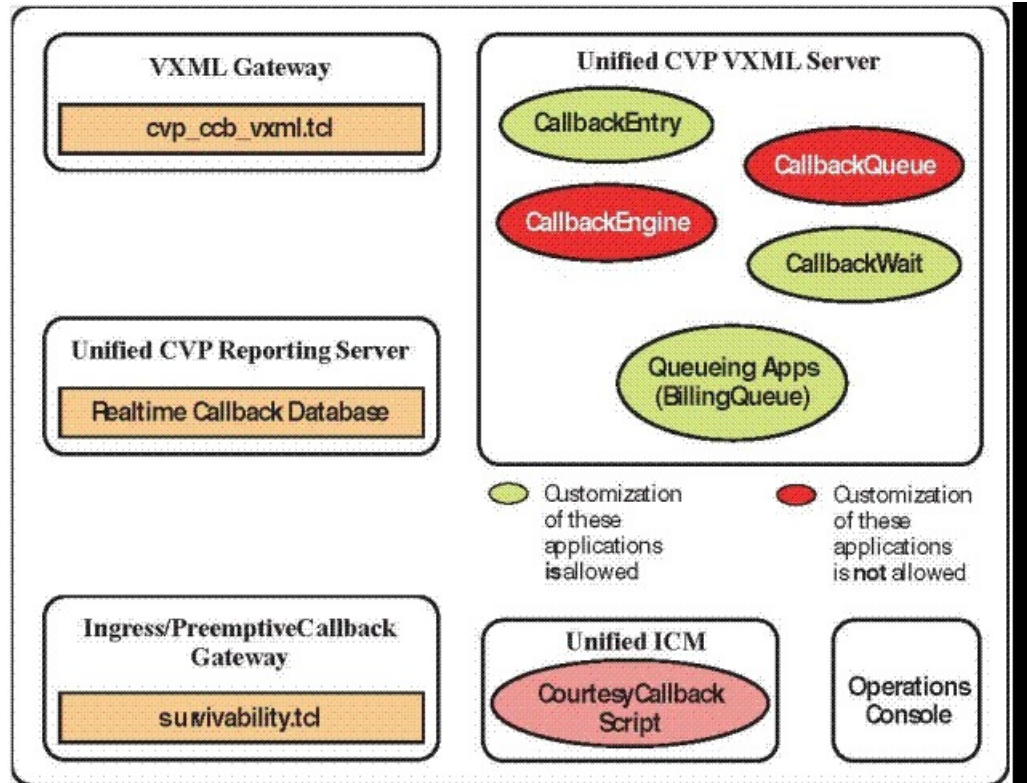 VXML Gateway
cvp_ccb_vxml.tcl
Unified CVP VXML Server
CallbackEntry
CallbackQueue
CallbackEngine
CallbackWait
Queueing Apps
(BillingQueue)
Unified CVP Reporting Server
Realtime Callback Database
Customization
of these
applications
is allowed
Customization
of these
applications
is not allowed
Ingress/PreemptiveCallback
Gateway
survivability.tcl
Unified ICM
CourtesyCallback
Script
Operations
Console